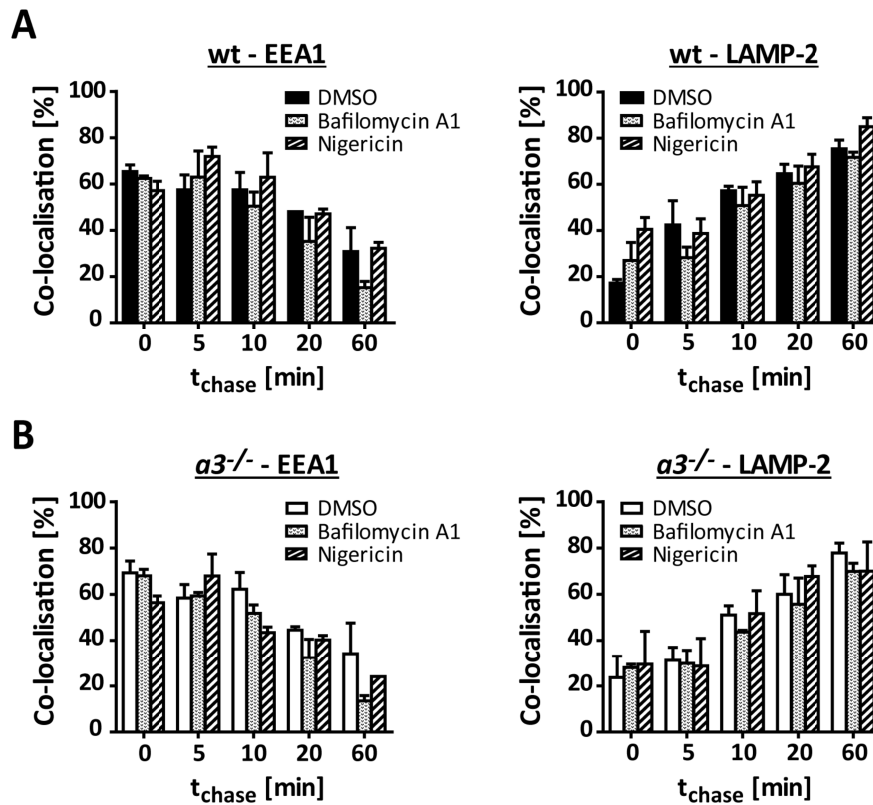 A
wt - EEA1
Co-localisation [%]
100
80
60
40
20
0
DMSO
Bafilomycin A1
Nigericin
0 5 10 20 60
tchase [min]
wt - LAMP-2
Co-localisation [%]
100
80
60
40
20
0
DMSO
Bafilomycin A1
Nigericin
0 5 10 20 60
tchase [min]
B
a3-/- - EEA1
Co-localisation [%]
100
80
60
40
20
0
DMSO
Bafilomycin A1
Nigericin
0 5 10 20 60
tchase [min]
a3-/- - LAMP-2
Co-localisation [%]
100
80
60
40
20
0
DMSO
Bafilomycin A1
Nigericin
0 5 10 20 60
tchase [min]